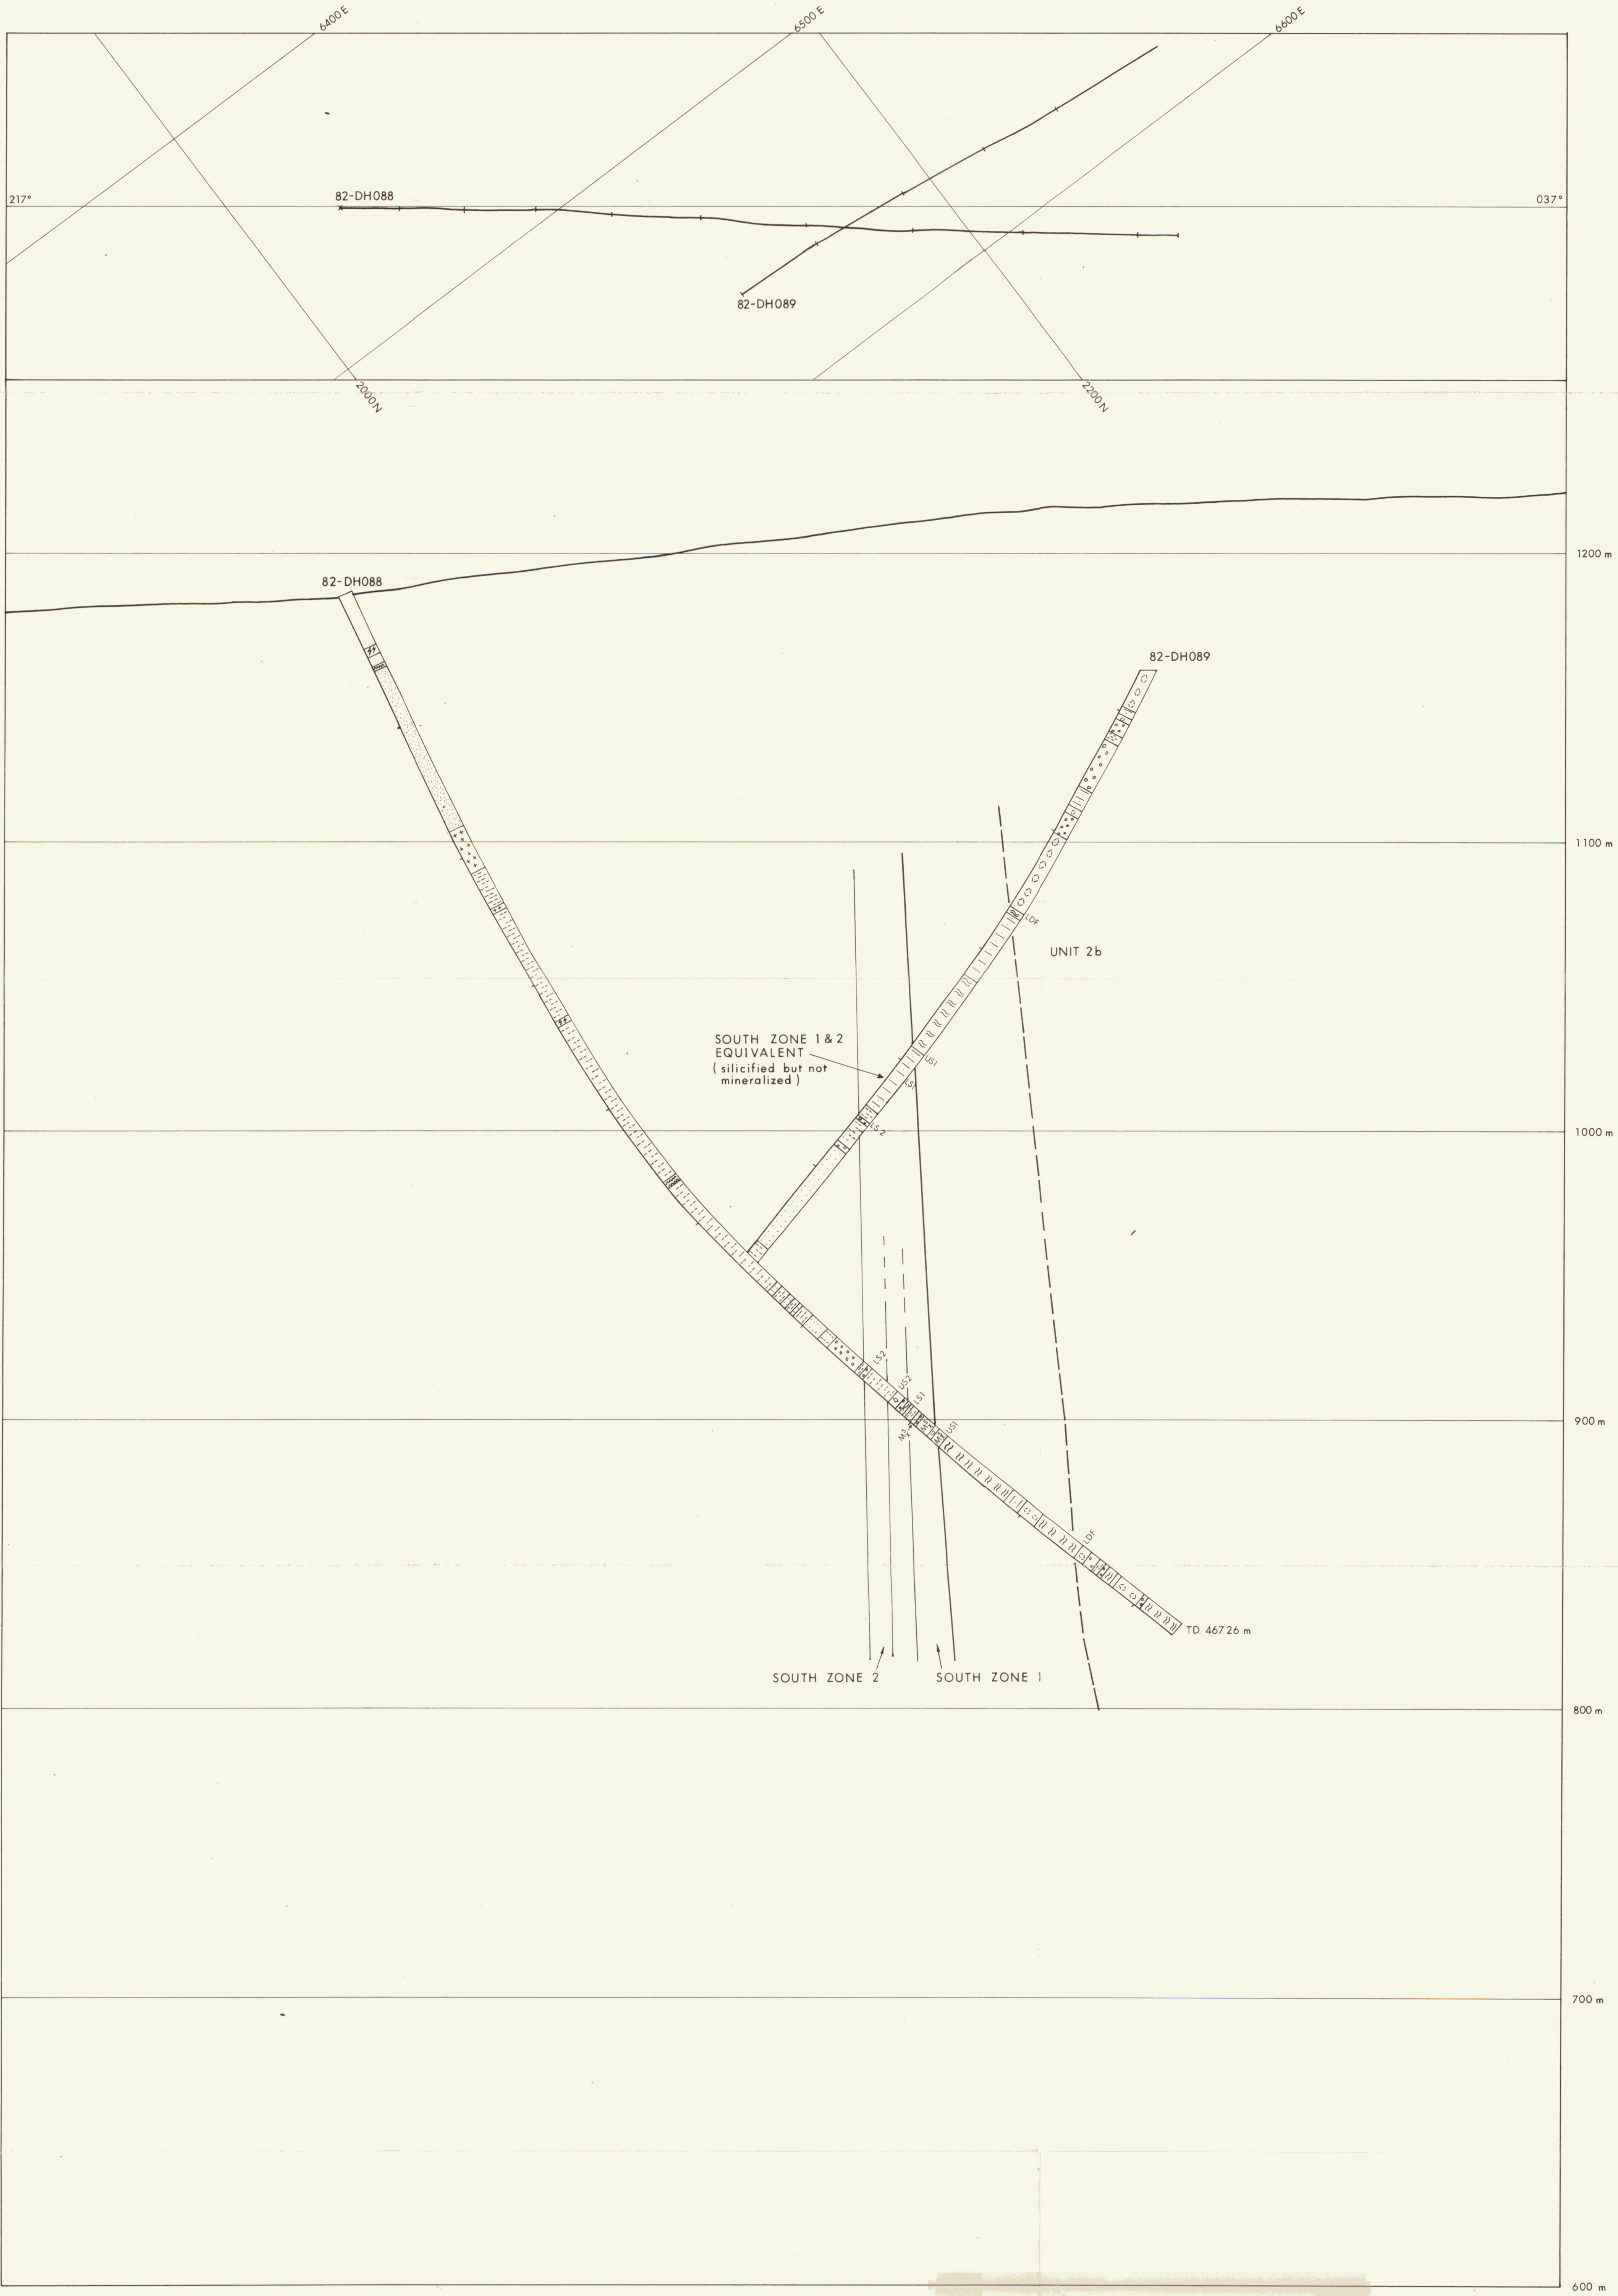 6400 E
6500 E
6600 E
217°
82-DH088
037°
82-DH089
2000N
2200N
1200 m
82-DH088
82-DH089
1100 m
LDF
UNIT 2b
SOUTH ZONE 1 & 2
EQUIVALENT
( silicified but not
mineralized )
US1
LS1
LS2
1000 m
LS2
US2
LS1
US1
900 m
LDF
TD. 467.26 m
SOUTH ZONE 2
SOUTH ZONE 1
800 m
700 m
600 m